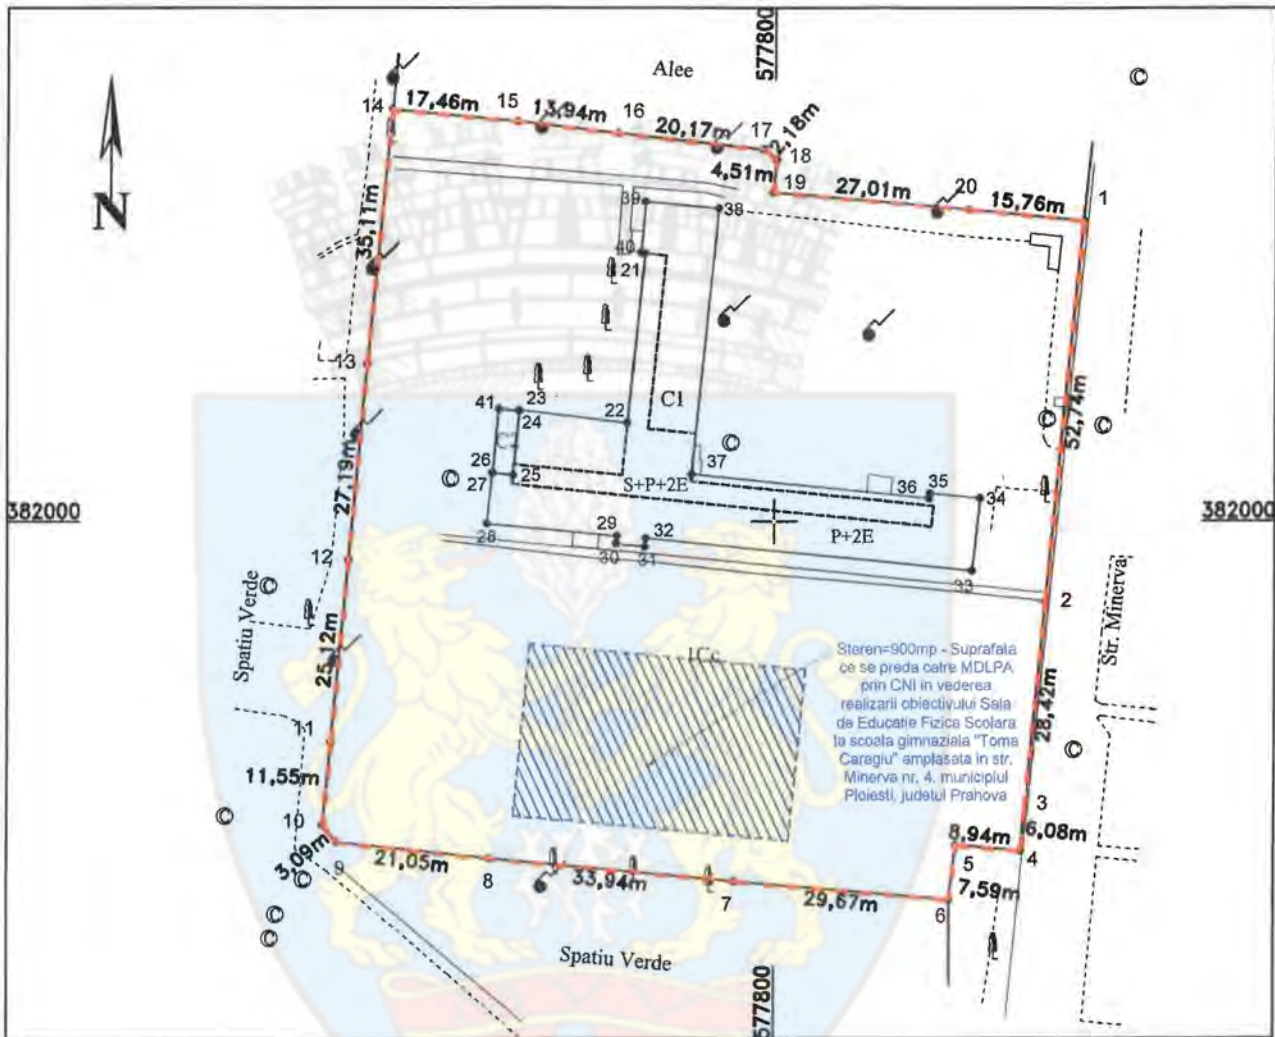 577800
Alee
14
17,46m
15
13,94m
16
20,17m
17
2,18m
18
4,51m
19
27,01m
20
15,76m
1
N
35,11m
39
38
40
21
13
41
23
24
22
C1
52,74m
26
27
25
37
S+P+2E
36
35
34
27,19m
382000
382000
28
29
30
32
31
P+2E
33
12
2
Spatiu Verde
25,12m
1Cc
Steren=900mp - Suprafala
ce se preda catre MDLPA
prin CNI in vederea
realizarii obiectivului Sala
de Educatie Fizica Scolara
la scoala gimnaziala "Toma
Caragiu" amplasata in str.
Minerva nr. 4, municipiul
Ploiesti, judetul Prahova
Str. Minerva
28,42m
11
11,55m
10
3
6,08m
8,94m
4
5
3,09m
9
21,05m
8
33,94m
7
29,67m
6
7,59m
Spatiu Verde
577800